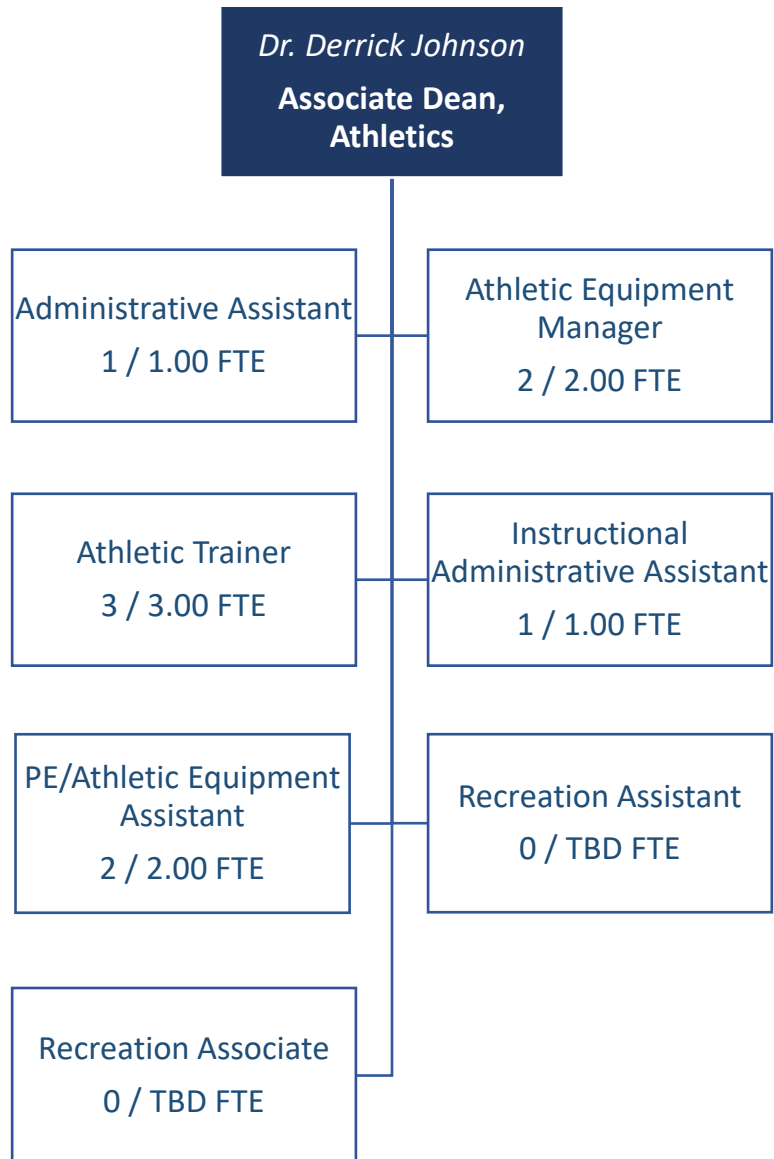 Dr. Derrick Johnson
Associate Dean,
Athletics
Administrative Assistant
1 / 1.00 FTE
Athletic Equipment
Manager
2 / 2.00 FTE
Athletic Trainer
3 / 3.00 FTE
Instructional
Administrative Assistant
1 / 1.00 FTE
PE/Athletic Equipment
Assistant
2 / 2.00 FTE
Recreation Assistant
0 / TBD FTE
Recreation Associate
0 / TBD FTE